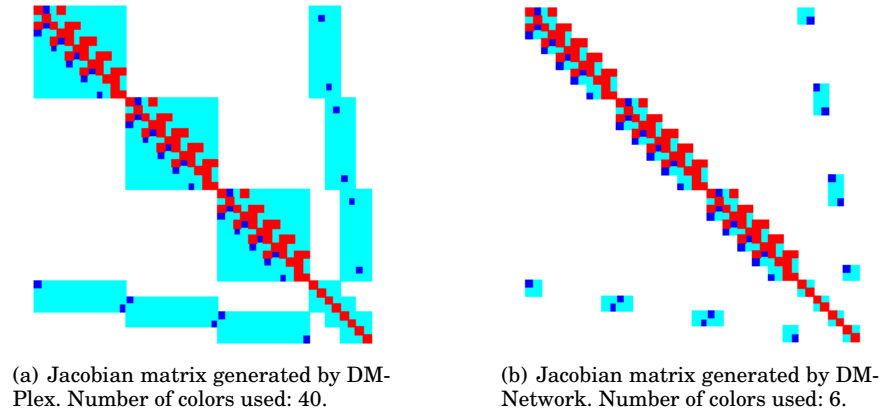 (a) Jacobian matrix generated by DM-
Plex. Number of colors used: 40.
(b) Jacobian matrix generated by DM-
Network. Number of colors used: 6.